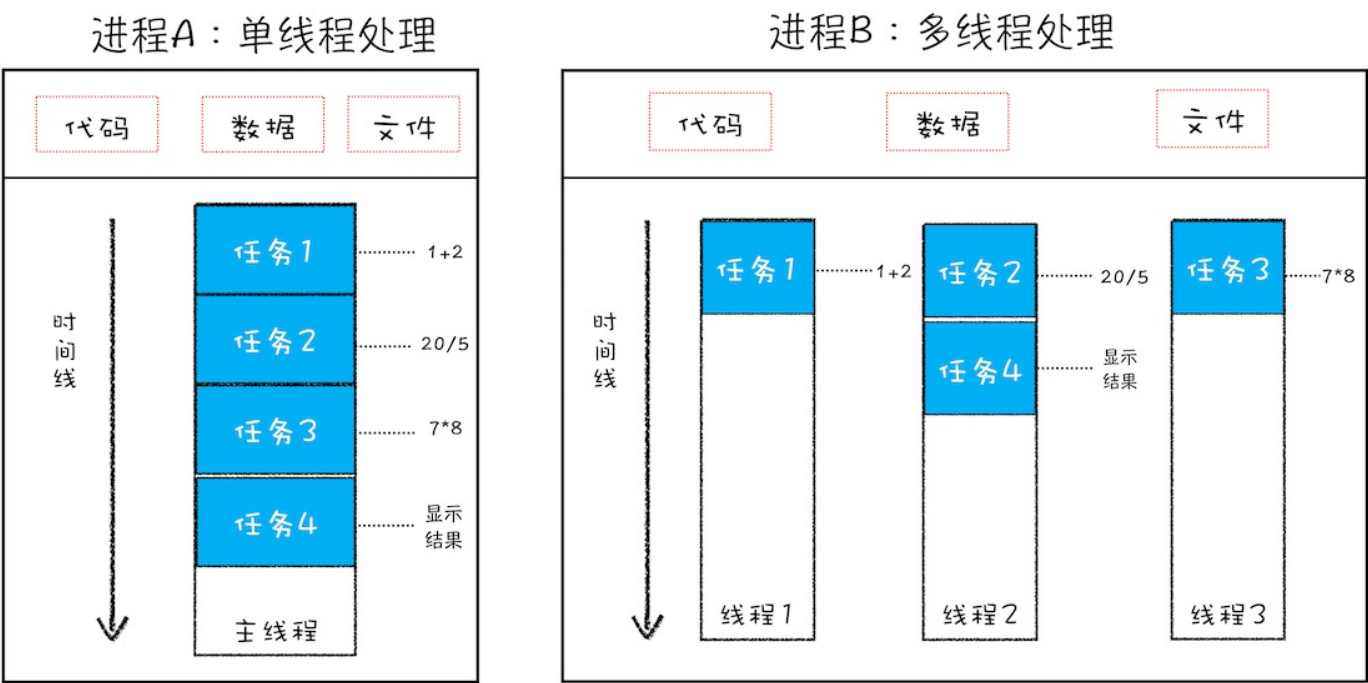 进程A：单线程处理
代码 数据 文件
时间线
任务1 1+2
任务2 20/5
任务3 7*8
任务4 显示
结果
主线程
进程B：多线程处理
代码 数据 文件
时间线
任务1 1+2 任务2 20/5 任务3 7*8
任务4 显示
结果
线程1 线程2 线程3